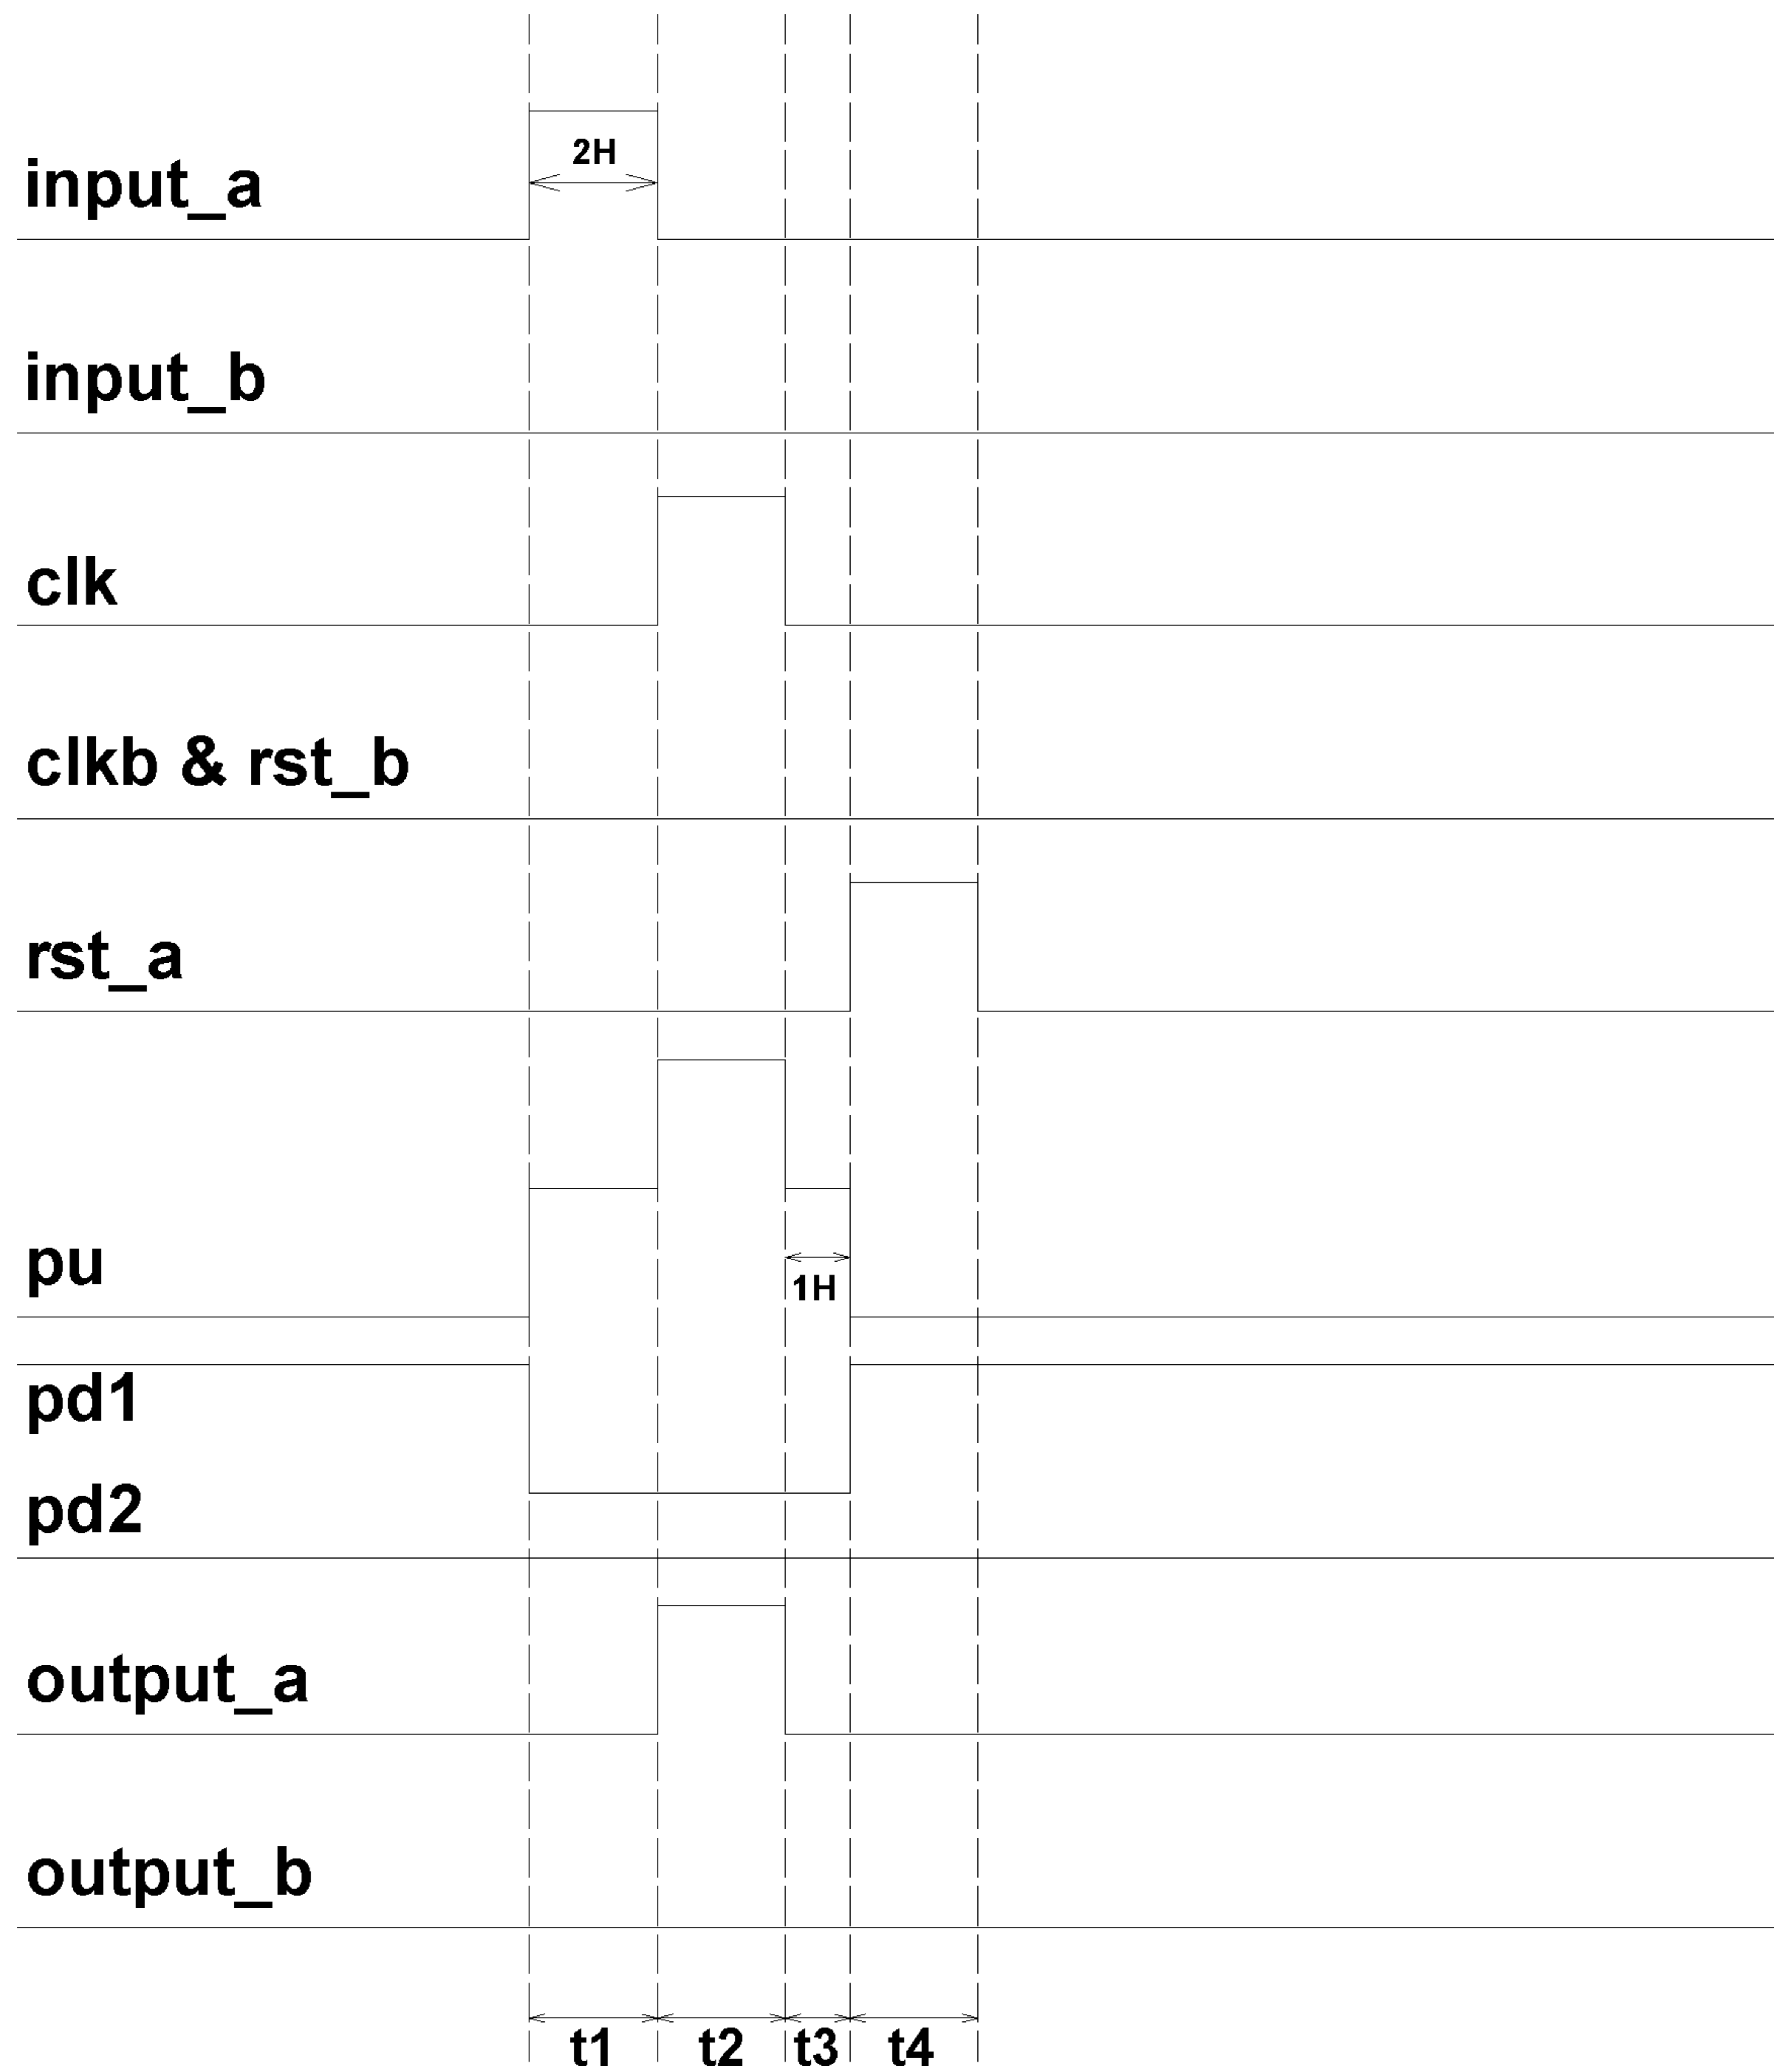 input_a
2H
input_b
clk
clkb & rst_b
rst_a
pu
1H
pd1
pd2
output_a
output_b
t1 t2 t3 t4